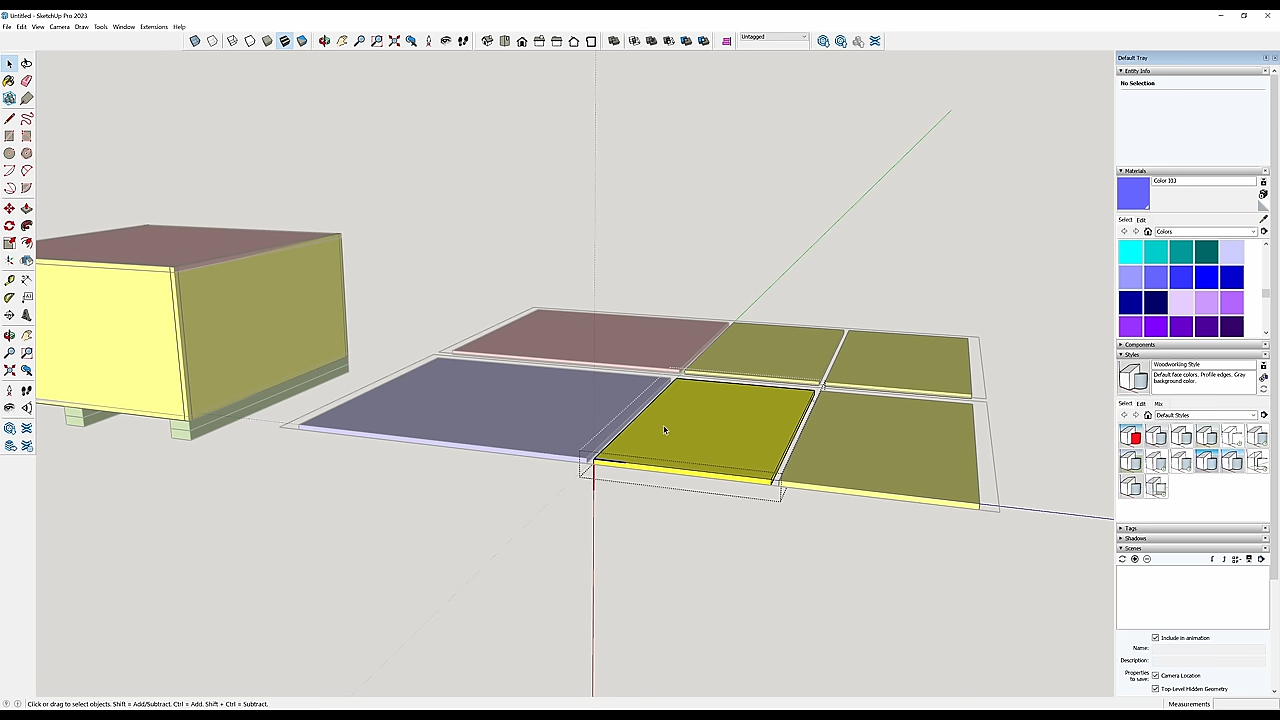 Untitled - SketchUp Pro 2023
File Edit View Camera Draw Tools Window Extensions Help
Untagged
Default Tray
Entity Info
No Selection
Materials
Color 103
Select Edit
Colors
Components
Styles
Woodworking Style
Default face colors. Profile edges. Gray
background color.
Select Edit Mix
Default Styles
Tags
Shadows
Scenes
Include in animation
Name:
Description:
Properties
to save:
Camera Location
Top-Level Hidden Geometry
Click or drag to select objects. Shift = Add/Subtract. Ctrl = Add. Shift + Ctrl = Subtract.
Measurements